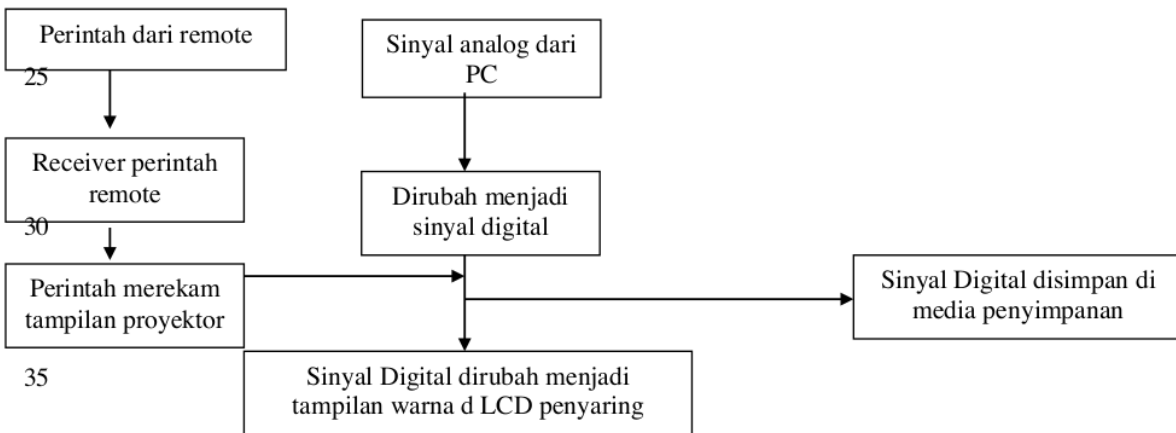 Perintah dari remote
25
Receiver perintah
remote
30
Perintah merekam
tampilan proyektor
35
Sinyal analog dari
PC
Dirubah menjadi
sinyal digital
Sinyal Digital disimpan di
media penyimpanan
Sinyal Digital dirubah menjadi
tampilan warna d LCD penyaring